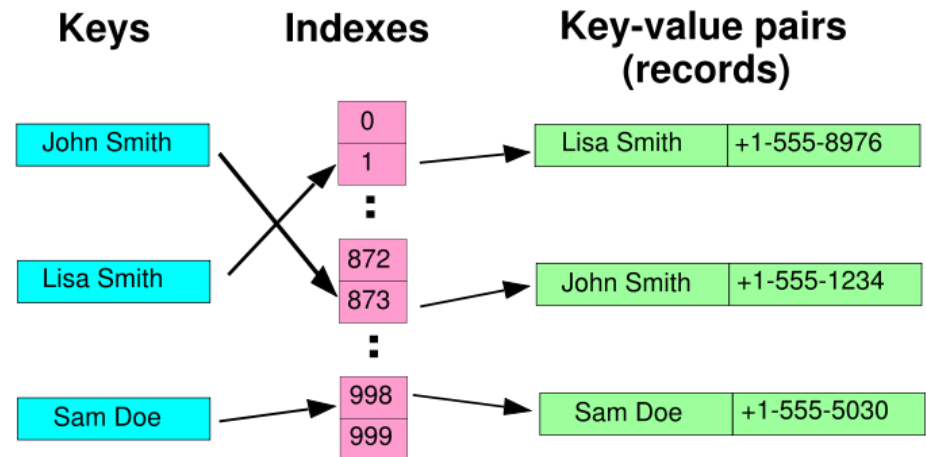 Keys
Indexes
Key-value pairs
(records)
0
John Smith
1
Lisa Smith
+1-555-8976
:
872
Lisa Smith
873
John Smith
+1-555-1234
:
998
Sam Doe
999
Sam Doe
+1-555-5030